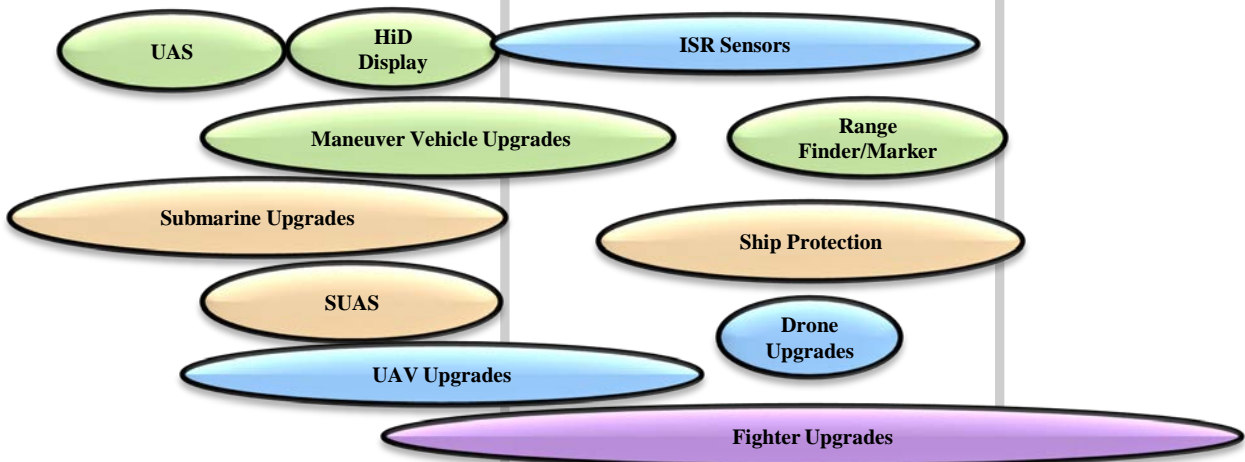 UAS
HiD
Display
ISR Sensors
Maneuver Vehicle Upgrades
Range
Finder/Marker
Submarine Upgrades
Ship Protection
SUAS
Drone
Upgrades
UAV Upgrades
Fighter Upgrades